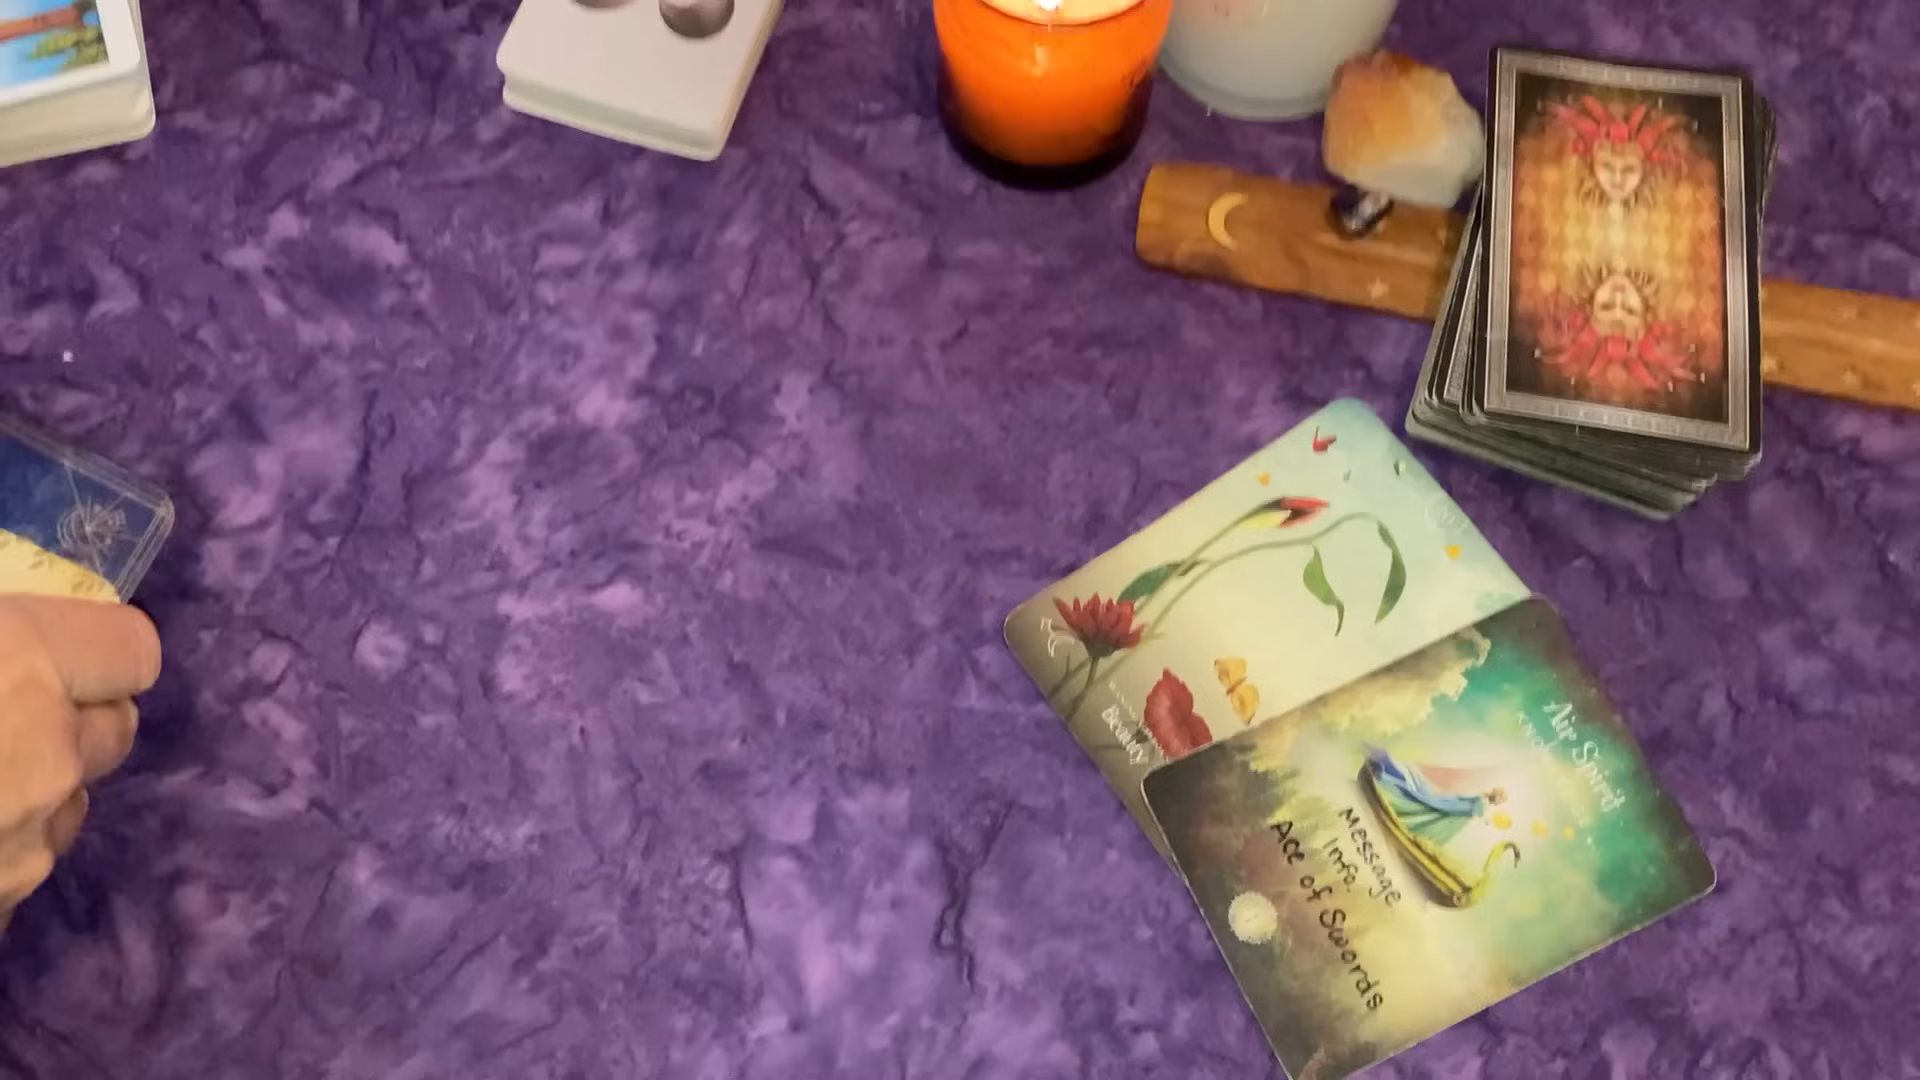 Beauty
Air Spirit
Message
Info.
Ace of Swords